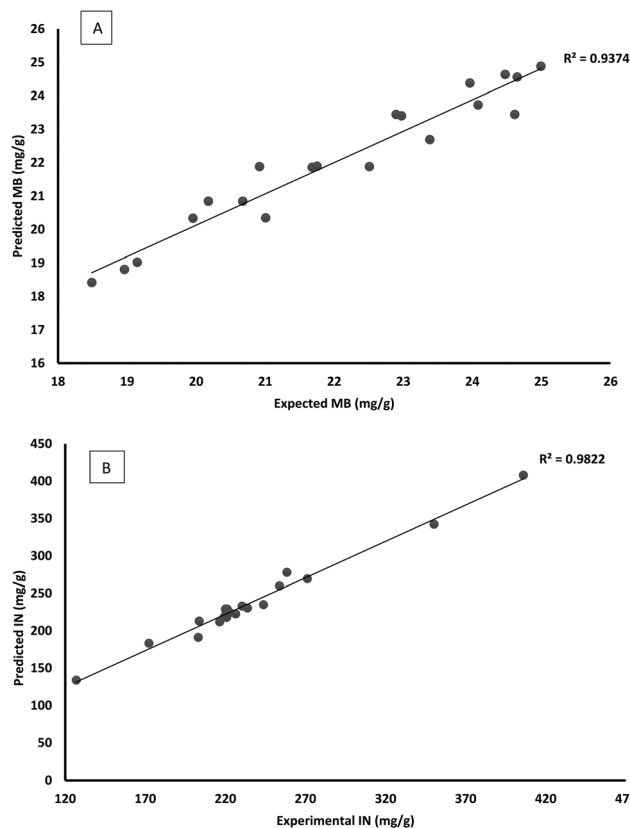 A
26
R² = 0.9374
25
24
23
22
21
20
19
18
17
16
Predicted MB (mg/g)
18 19 20 21 22 23 24 25 26
Expected MB (mg/g)
B
450
R² = 0.9822
400
350
300
250
200
150
100
50
0
Predicted IN (mg/g)
120 170 220 270 320 370 420 47
Experimental IN (mg/g)